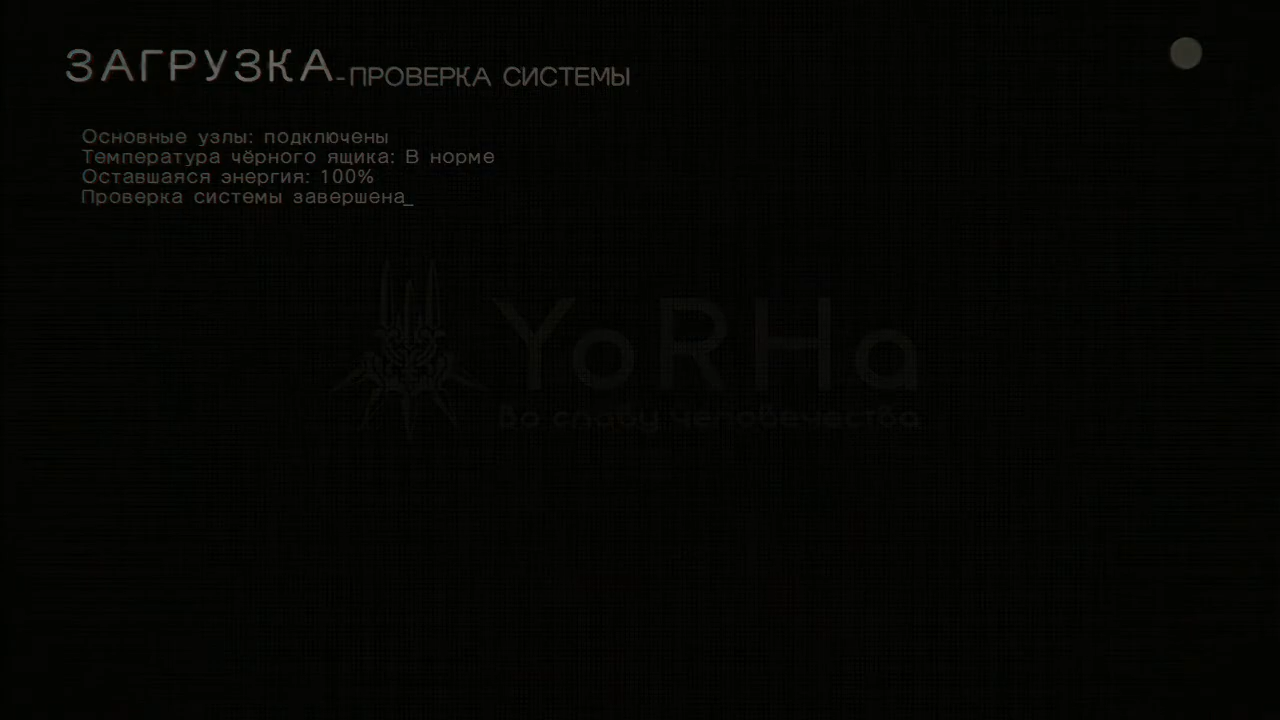 ЗАГРУЗКА-ПРОВЕРКА СИСТЕМЫ
Основные узлы: подключены
Температура чёрного ящика: В норме
Оставшаяся энергия: 100%
Проверка системы завершена_
YoRHa
Во славу человечества